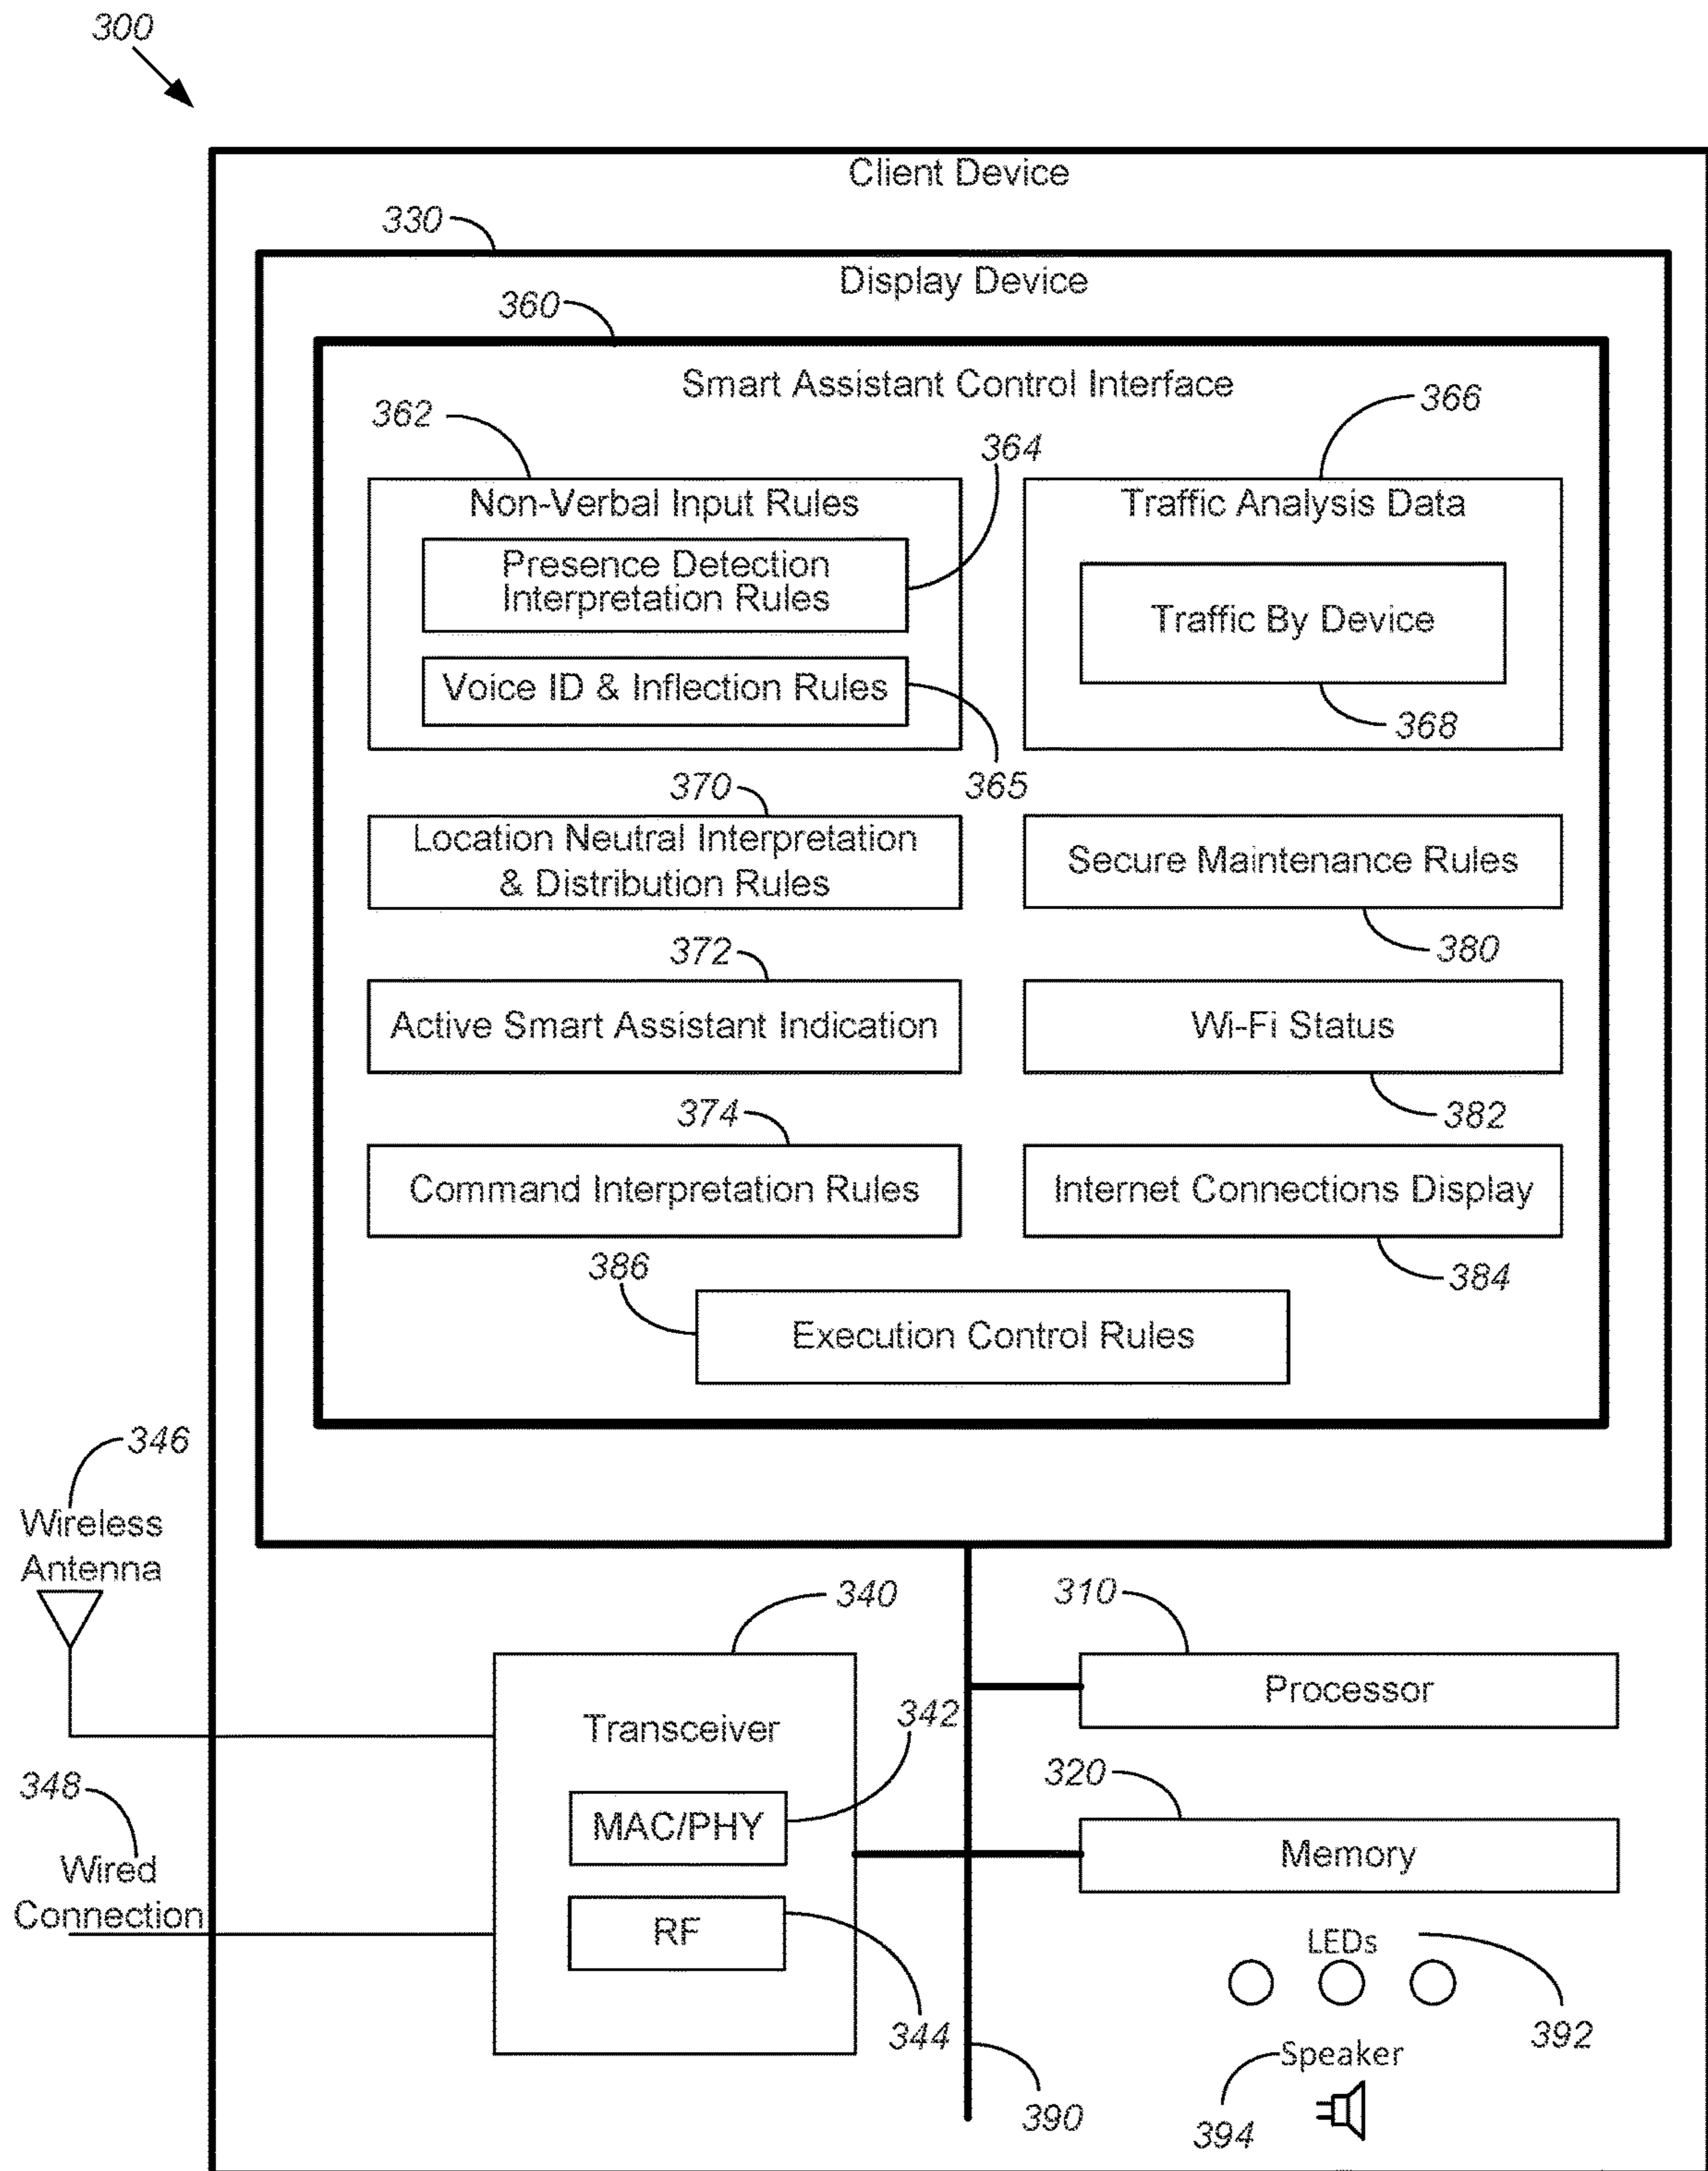 300
Client Device
330
Display Device
360
Smart Assistant Control Interface
362
366
364
Non-Verbal Input Rules
Presence Detection
Interpretation Rules
Voice ID & Inflection Rules
365
Traffic Analysis Data
Traffic By Device
368
370
Location Neutral Interpretation
& Distribution Rules
Secure Maintenance Rules
380
372
Active Smart Assistant Indication
Wi-Fi Status
382
374
Command Interpretation Rules
Internet Connections Display
384
386
Execution Control Rules
346
Wireless
Antenna
340
310
Transceiver
342
Processor
348
MAC/PHY
320
Wired
Connection
RF
344
Memory
LEDs
392
Speaker
390
394